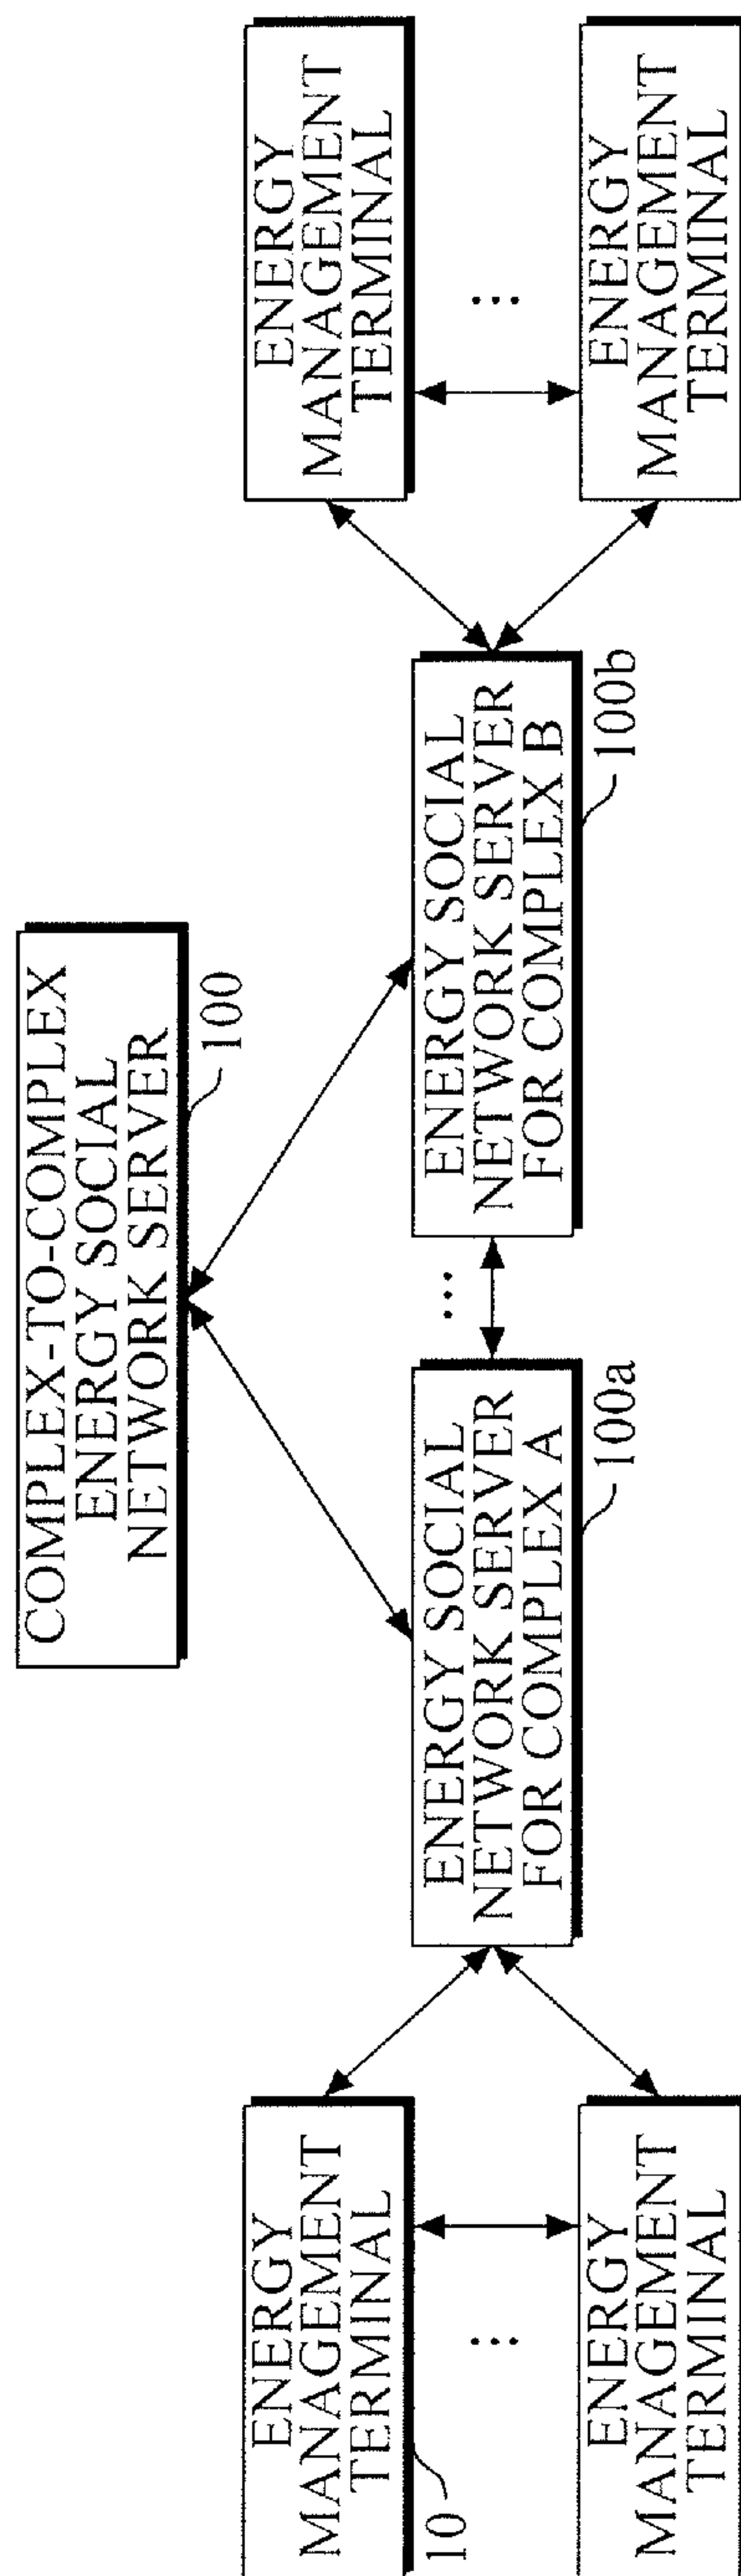 COMPLEX-TO-COMPLEX
ENERGY SOCIAL
NETWORK SERVER
100
ENERGY
MANAGEMENT
TERMINAL
10
ENERGY SOCIAL
NETWORK SERVER
FOR COMPLEX A
100a
...
ENERGY SOCIAL
NETWORK SERVER
FOR COMPLEX B
100b
ENERGY
MANAGEMENT
TERMINAL
...
...
ENERGY
MANAGEMENT
TERMINAL
ENERGY
MANAGEMENT
TERMINAL